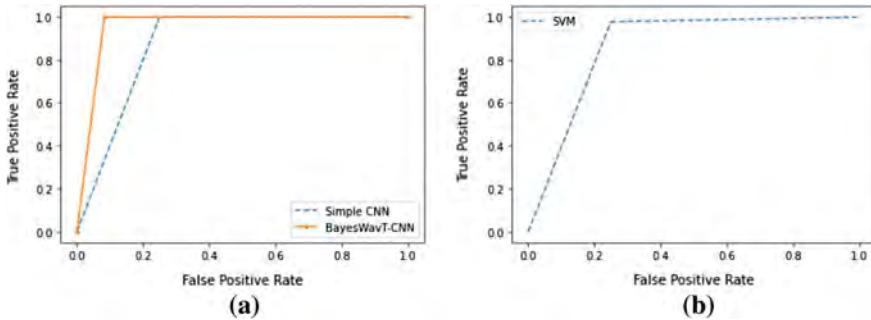 1.0
0.8
0.6
0.4
0.2
0.0
True Positive Rate
Simple CNN
BayesWavT-CNN
0.0 0.2 0.4 0.6 0.8 1.0
False Positive Rate
(a)
1.0
0.8
0.6
0.4
0.2
0.0
True Positive Rate
SVM
0.0 0.2 0.4 0.6 0.8 1.0
False Positive Rate
(b)